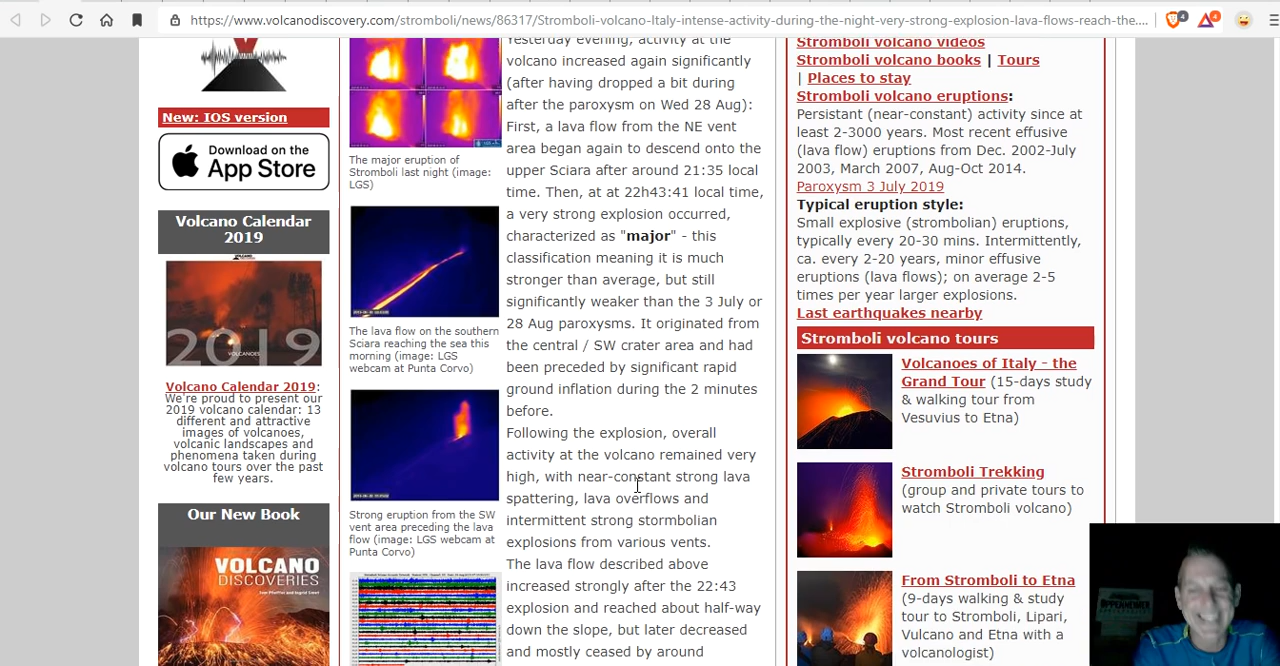 https://www.volcanodiscovery.com/stromboli/news/86317/Stromboli-volcano-Italy-intense-activity-during-the-night-very-strong-explosion-lava-flows-reach-the....
4
4
New: IOS version
Download on the
App Store
Volcano Calendar
2019
2019
VOLCANOES
Volcano Calendar 2019:
We're proud to present our
2019 volcano calendar: 13
different and attractive
images of volcanoes,
volcanic landscapes and
phenomena taken during
volcano tours over the past
few years.
Our New Book
VOLCANO
DISCOVERIES
Tom Pfeiffer and Ingrid Smet
The major eruption of
Stromboli last night (image:
LGS)
The lava flow on the southern
Sciara reaching the sea this
morning (image: LGS
webcam at Punta Corvo)
Strong eruption from the SW
vent area preceding the lava
flow (image: LGS webcam at
Punta Corvo)
Yesterday evening, activity at the
volcano increased again significantly
(after having dropped a bit during
after the paroxysm on Wed 28 Aug):
First, a lava flow from the NE vent
area began again to descend onto the
upper Sciara after around 21:35 local
time. Then, at at 22h43:41 local time,
a very strong explosion occurred,
characterized as "major" - this
classification meaning it is much
stronger than average, but still
significantly weaker than the 3 July or
28 Aug paroxysms. It originated from
the central / SW crater area and had
been preceded by significant rapid
ground inflation during the 2 minutes
before.
Following the explosion, overall
activity at the volcano remained very
high, with near-constant strong lava
spattering, lava overflows and
intermittent strong stormbolian
explosions from various vents.
The lava flow described above
increased strongly after the 22:43
explosion and reached about half-way
down the slope, but later decreased
and mostly ceased by around
Stromboli volcano videos
Stromboli volcano books | Tours
| Places to stay
Stromboli volcano eruptions:
Persistant (near-constant) activity since at
least 2-3000 years. Most recent effusive
(lava flow) eruptions from Dec. 2002-July
2003, March 2007, Aug-Oct 2014.
Paroxysm 3 July 2019
Typical eruption style:
Small explosive (strombolian) eruptions,
typically every 20-30 mins. Intermittently,
ca. every 2-20 years, minor effusive
eruptions (lava flows); on average 2-5
times per year larger explosions.
Last earthquakes nearby
Stromboli volcano tours
Volcanoes of Italy - the
Grand Tour (15-days study
& walking tour from
Vesuvius to Etna)
Stromboli Trekking
(group and private tours to
watch Stromboli volcano)
From Stromboli to Etna
(9-days walking & study
tour to Stromboli, Lipari,
Vulcano and Etna with a
volcanologist)